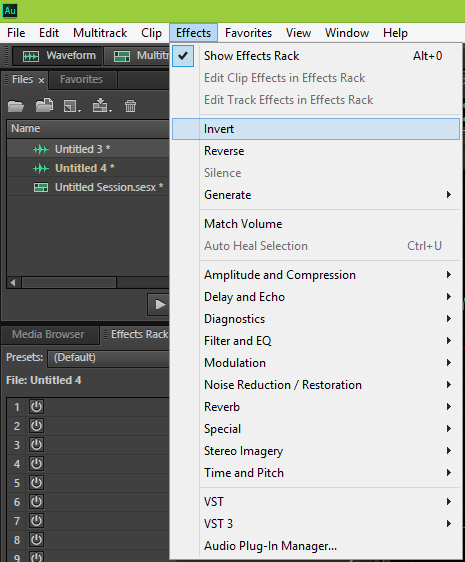 Au
File Edit Multitrack Clip Effects Favorites View Window Help
Waveform
Show Effects Rack Alt+0
Edit Clip Effects in Effects Rack
Edit Track Effects in Effects Rack
Invert
Reverse
Silence
Generate
Match Volume
Auto Heal Selection Ctrl+U
Amplitude and Compression
Delay and Echo
Diagnostics
Filter and EQ
Modulation
Noise Reduction / Restoration
Reverb
Special
Stereo Imagery
Time and Pitch
VST
VST 3
Audio Plug-In Manager...
Files Favorites
Name
Untitled 3 *
Untitled 4 *
Untitled Session.sesx *
Media Browser Effects Rack
Presets: (Default)
File: Untitled 4
1
2
3
4
5
6
7
8
9